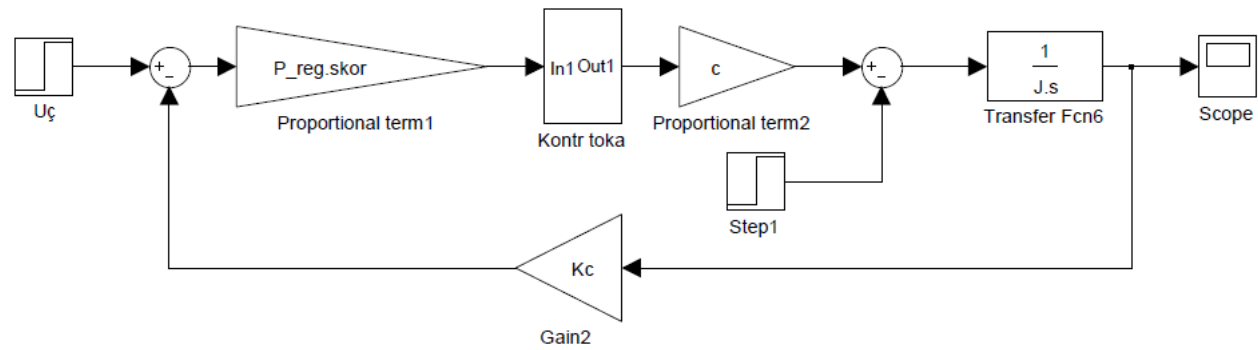 Uç
+
−
P_reg.skor
Proportional term1
In1 Out1
Kontr toka
c
Proportional term2
+
−
Step1
1
J.s
Transfer Fcn6
Scope
Kc
Gain2